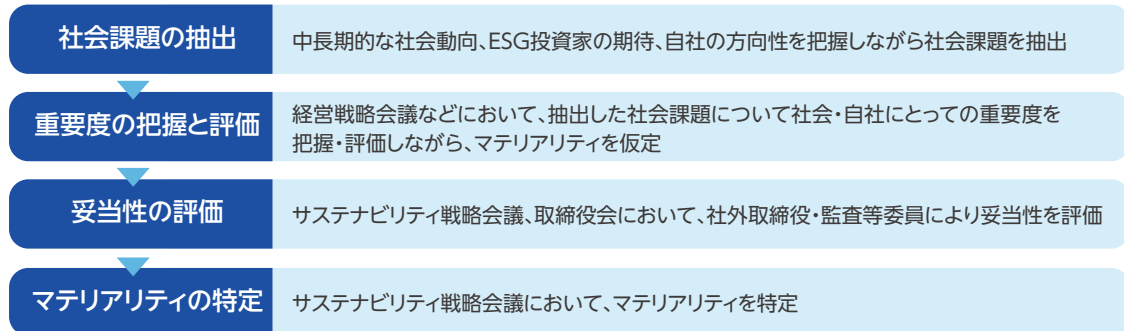 社会課題の抽出
中長期的な社会動向、ESG投資家の期待、自社の方向性を把握しながら社会課題を抽出
重要度の把握と評価
経営戦略会議などにおいて、抽出した社会課題について社会・自社にとっての重要度を
把握・評価しながら、マテリアリティを仮定
妥当性の評価
サステナビリティ戦略会議、取締役会において、社外取締役・監査等委員により妥当性を評価
マテリアリティの特定
サステナビリティ戦略会議において、マテリアリティを特定